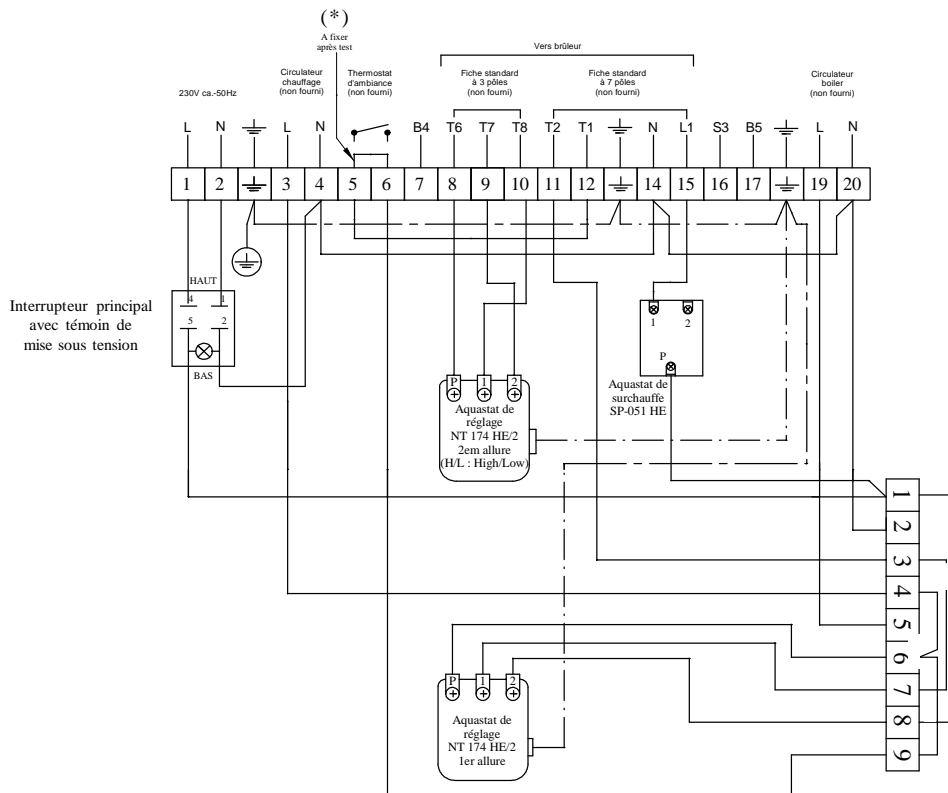 (*)
A fixer
après test
Vers brûleur
230V ca.-50Hz
Circulateur
chauffage
(non fourni)
Thermostat
d'ambiance
(non fourni)
Fiche standard
à 3 pôles
(non fourni)
Fiche standard
à 7 pôles
(non fourni)
Circulateur
boiler
(non fourni)
L N L N B4 T6 T7 T8 T2 T1 N L1 S3 B5 L N
1 2 3 4 5 6 7 8 9 10 11 12 14 15 16 17 19 20
HAUT
4 1
5 2
BAS
Interrupteur principal
avec témoin de
mise sous tension
1 2
P
Aquastat de
surchauffe
SP-051 HE
P 1 2
Aquastat de
réglage
NT 174 HE/2
2em allure
(H/L : High/Low)
1
2
3
4
5
6
7
8
9
P 1 2
Aquastat de
réglage
NT 174 HE/2
1er allure